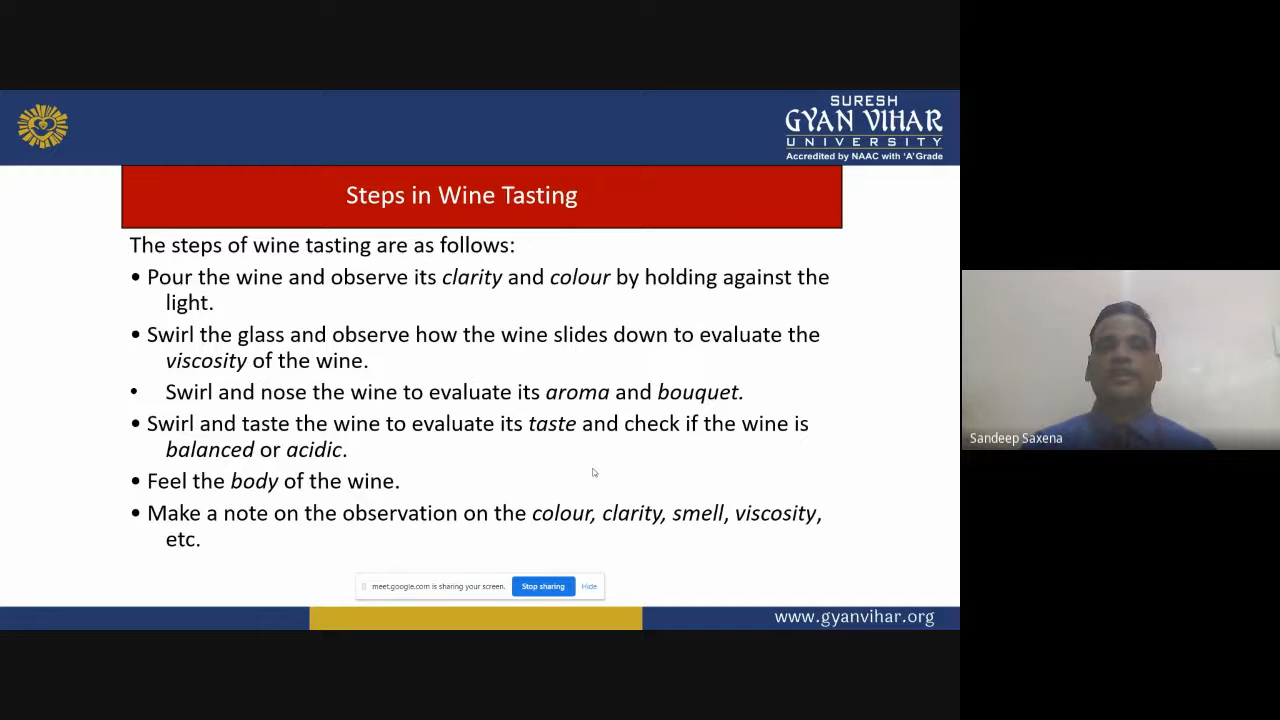 SURESH
GYAN VIHAR
UNIVERSITY
Accredited by NAAC with 'A' Grade
Steps in Wine Tasting
The steps of wine tasting are as follows:
• Pour the wine and observe its clarity and colour by holding against the
light.
• Swirl the glass and observe how the wine slides down to evaluate the
viscosity of the wine.
• Swirl and nose the wine to evaluate its aroma and bouquet.
• Swirl and taste the wine to evaluate its taste and check if the wine is
balanced or acidic.
• Feel the body of the wine.
• Make a note on the observation on the colour, clarity, smell, viscosity,
etc.
meet.google.com is sharing your screen. Stop sharing Hide
www.gyanvihar.org
Sandeep Saxena